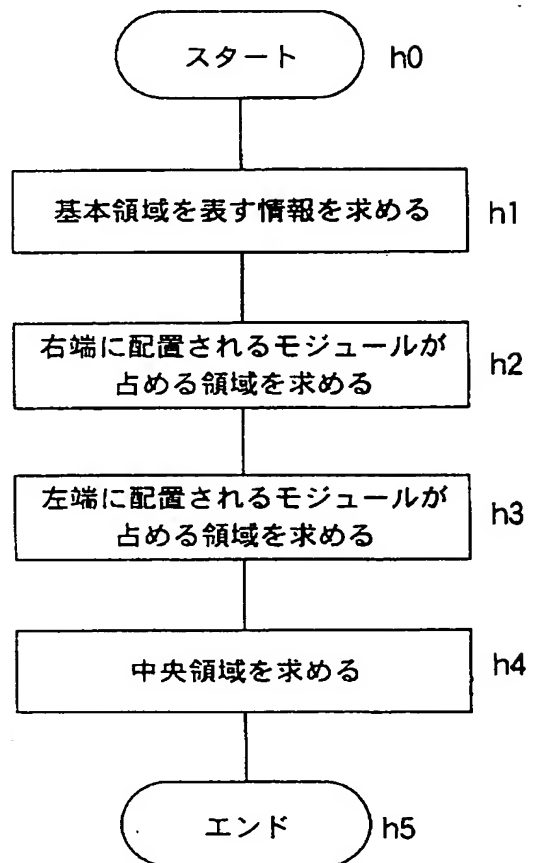 スタート h0
基本領域を表す情報を求める h1
右端に配置されるモジュールが
占める領域を求める h2
左端に配置されるモジュールが
占める領域を求める h3
中央領域を求める h4
エンド h5